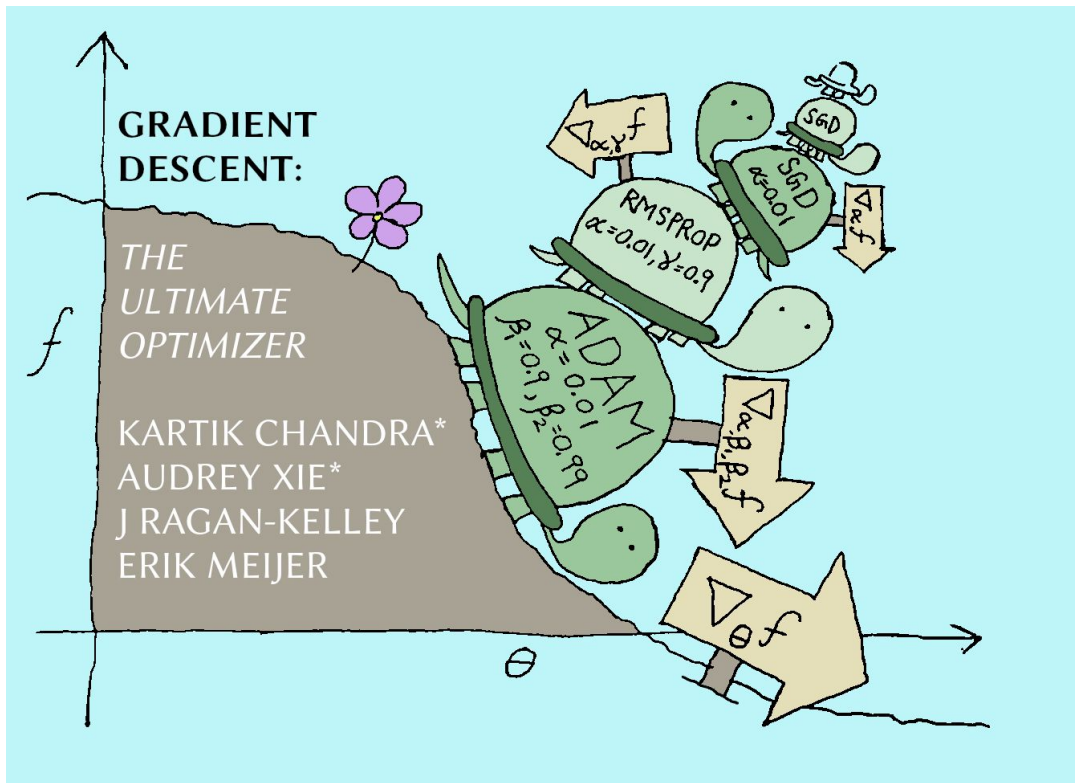 GRADIENT
DESCENT:
THE
ULTIMATE
OPTIMIZER
KARTIK CHANDRA*
AUDREY XIE*
J RAGAN-KELLEY
ERIK MEIJER
f
θ
SGD
SGD
α=0.01
∇αf
∇α,γf
RMSPROP
α=0.01, γ=0.9
ADAM
α=0.01
β₁=0.9, β₂=0.99
∇α,β₁,β₂f
∇θf